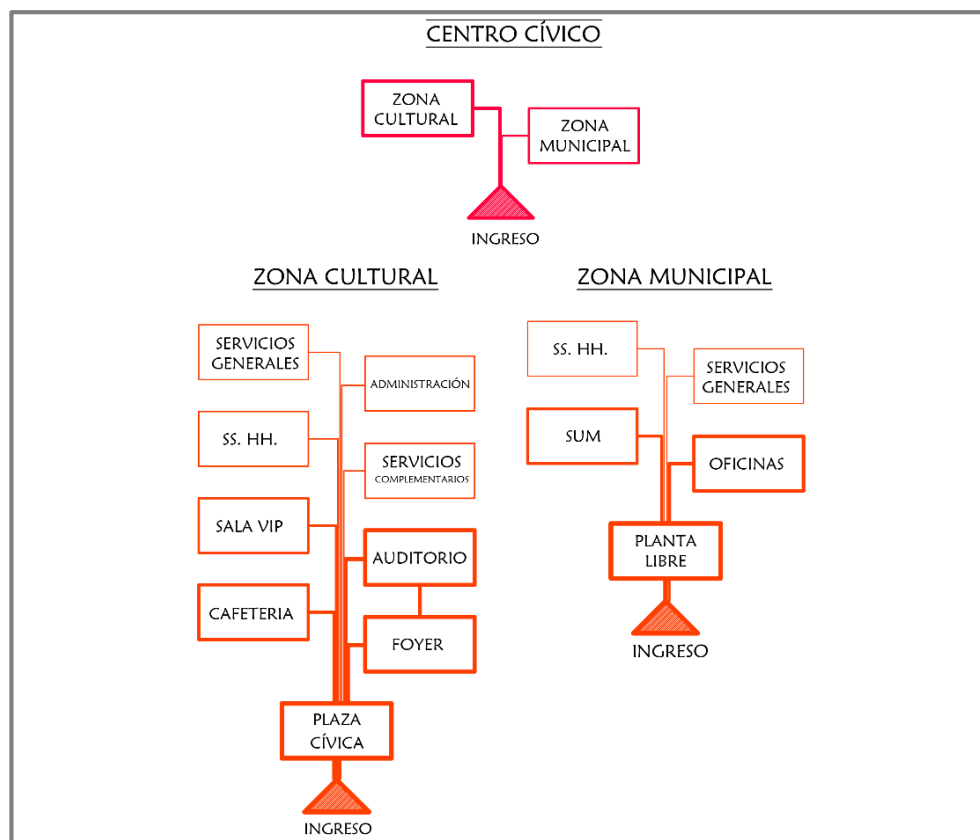 CENTRO CÍVICO
ZONA
CULTURAL
ZONA
MUNICIPAL
INGRESO
ZONA CULTURAL
SERVICIOS
GENERALES
ADMINISTRACIÓN
SS. HH.
SERVICIOS
COMPLEMENTARIOS
SALA VIP
AUDITORIO
CAFETERIA
FOYER
PLAZA
CÍVICA
INGRESO
ZONA MUNICIPAL
SS. HH.
SERVICIOS
GENERALES
SUM
OFICINAS
PLANTA
LIBRE
INGRESO